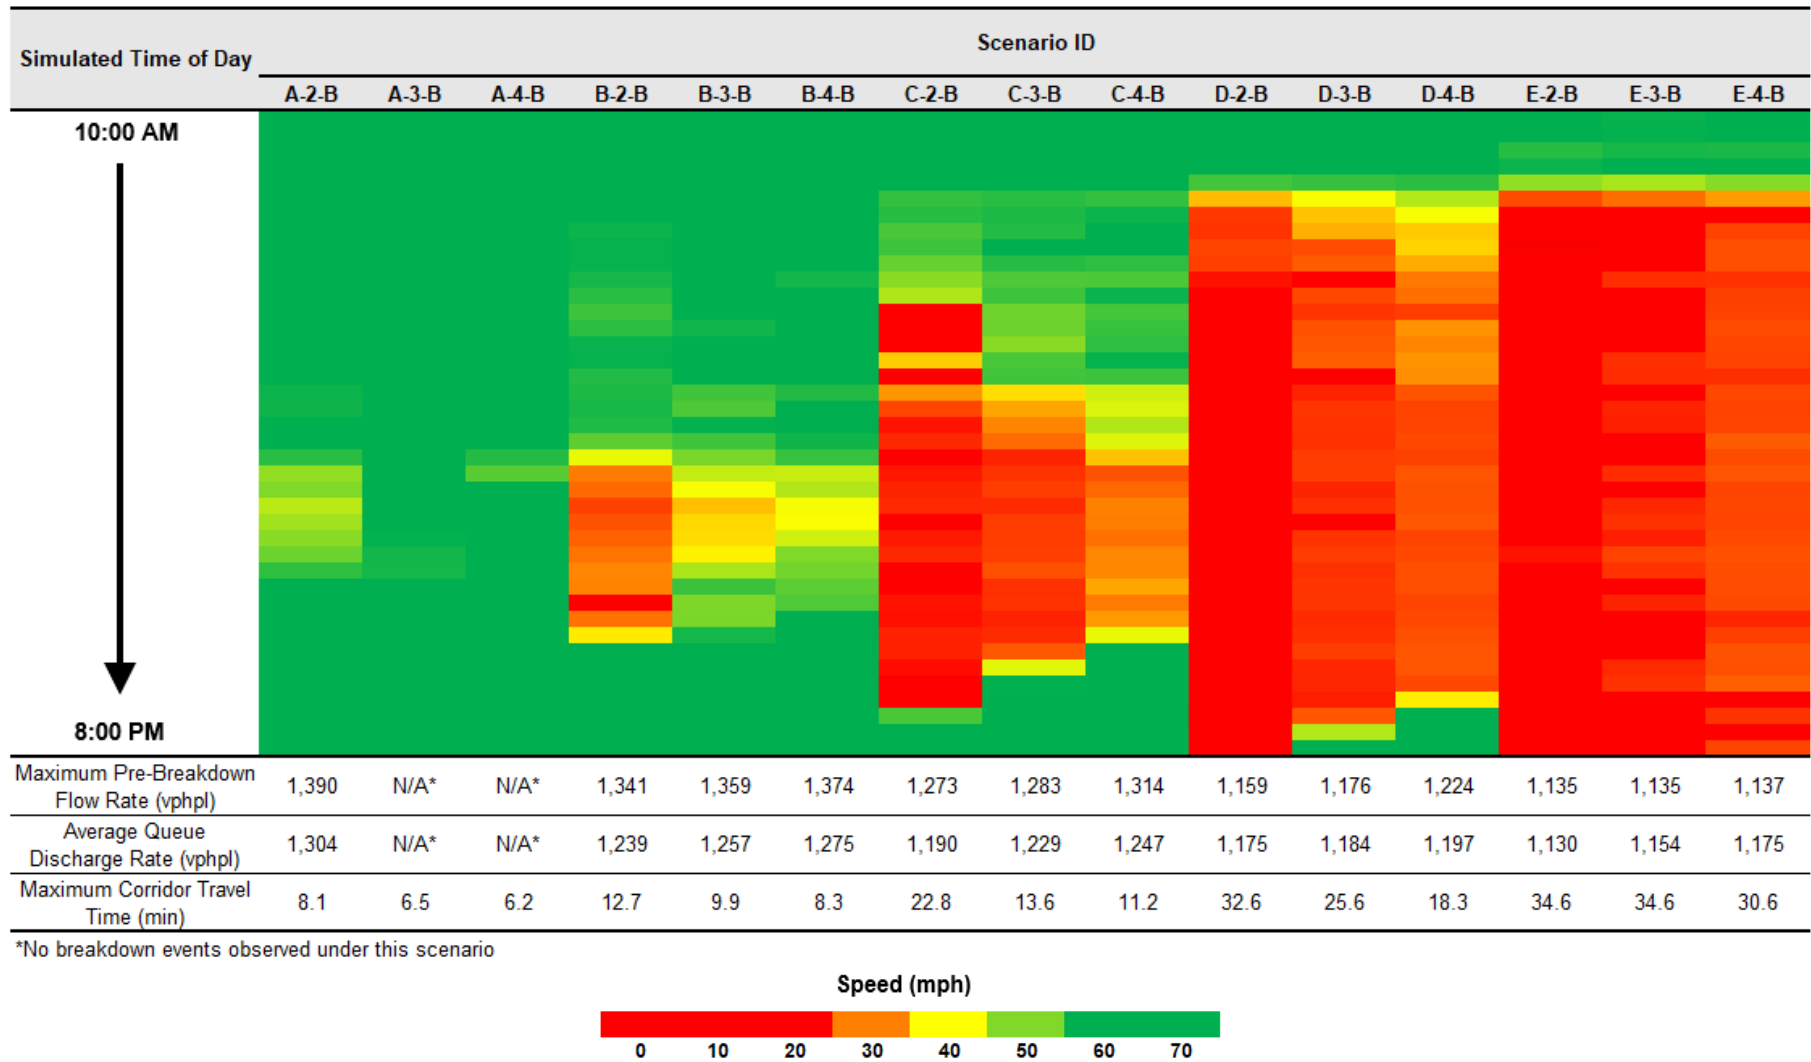 Simulated Time of Day
Scenario ID
A-2-B A-3-B A-4-B B-2-B B-3-B B-4-B C-2-B C-3-B C-4-B D-2-B D-3-B D-4-B E-2-B E-3-B E-4-B
10:00 AM
8:00 PM
Maximum Pre-Breakdown
Flow Rate (vphpl)
1,390 N/A* N/A* 1,341 1,359 1,374 1,273 1,283 1,314 1,159 1,176 1,224 1,135 1,135 1,137
Average Queue
Discharge Rate (vphpl)
1,304 N/A* N/A* 1,239 1,257 1,275 1,190 1,229 1,247 1,175 1,184 1,197 1,130 1,154 1,175
Maximum Corridor Travel
Time (min)
8.1 6.5 6.2 12.7 9.9 8.3 22.8 13.6 11.2 32.6 25.6 18.3 34.6 34.6 30.6
*No breakdown events observed under this scenario
Speed (mph)
0 10 20 30 40 50 60 70